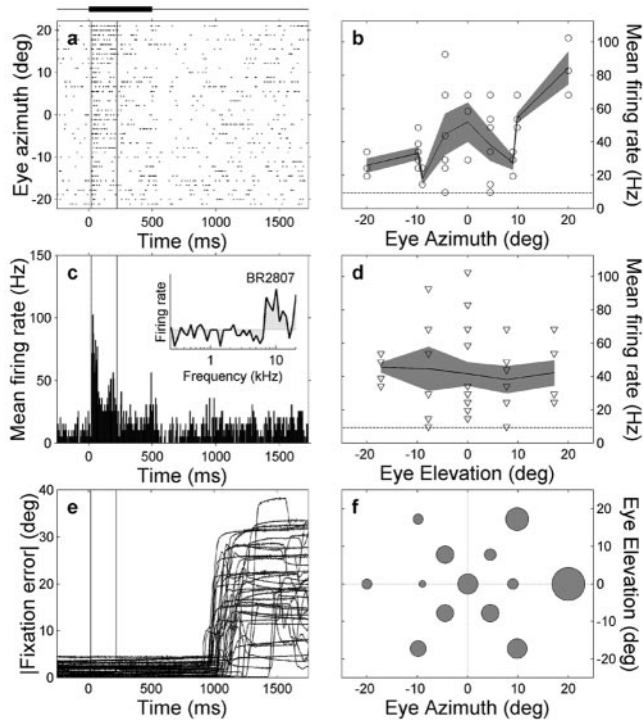 a
Eye azimuth (deg)
20
10
0
-10
-20
0 500 1000 1500
Time (ms)
b
Mean firing rate (Hz)
100
80
60
40
20
0
-20 -10 0 10 20
Eye Azimuth (deg)
c
Mean firing rate (Hz)
150
100
50
0
0 500 1000 1500
Time (ms)
BR2807
Firing rate
1 10
Frequency (kHz)
d
Mean firing rate (Hz)
100
80
60
40
20
0
-20 -10 0 10 20
Eye Elevation (deg)
e
|Fixation error| (deg)
40
30
20
10
0
0 500 1000 1500
Time (ms)
f
Eye Elevation (deg)
20
10
0
-10
-20
-20 -10 0 10 20
Eye Azimuth (deg)